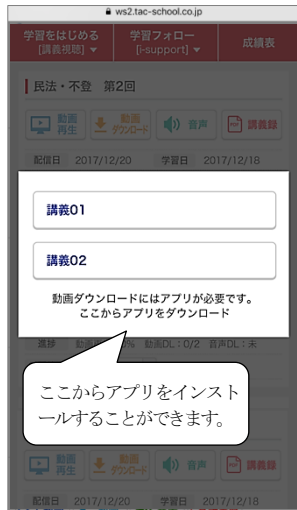 ws2.tac-school.co.jp
学習をはじめる
[講義視聴] ▼
学習フォロー
[i-support] ▼
成績表
民法・不登 第2回
動画
再生
動画
ダウンロード
音声
講義録
配信日 2017/12/20 学習日 2017/12/18
講義01
講義02
動画ダウンロードにはアプリが必要です。
ここからアプリをダウンロード
動画DL：0/2 音声DL：未
ここからアプリをインスト
ールすることができます。
動画
再生
動画
ダウンロード
音声
講義録
配信日 2017/12/20 学習日 2017/12/18